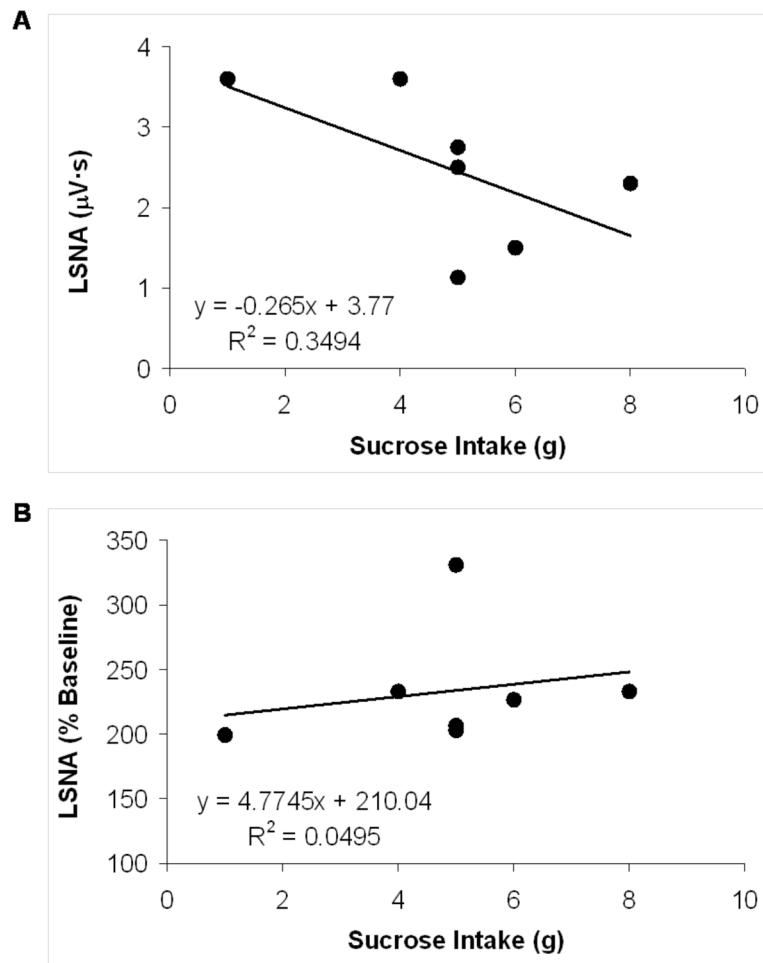 A
4
3
2
1
0
LSNA (µV·s)
y = -0.265x + 3.77
R² = 0.3494
0 2 4 6 8 10
Sucrose Intake (g)
B
350
300
250
200
150
100
LSNA (% Baseline)
y = 4.7745x + 210.04
R² = 0.0495
0 2 4 6 8 10
Sucrose Intake (g)